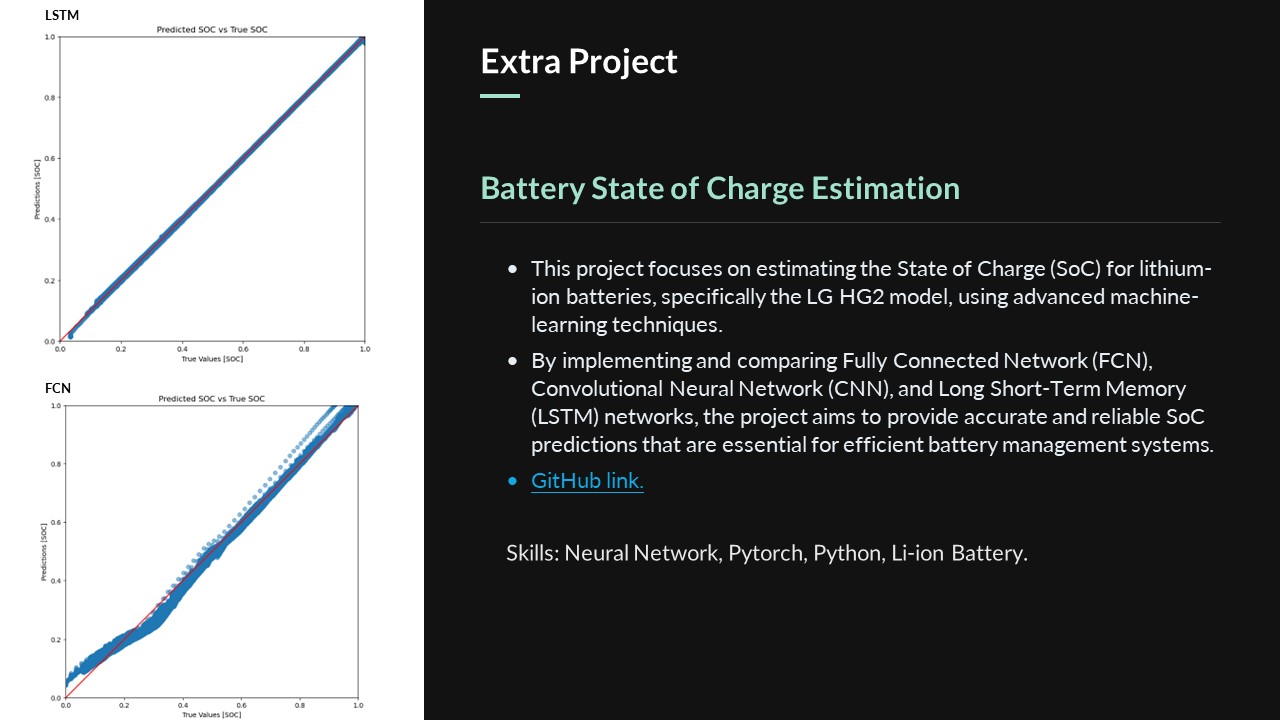 LSTM
Predicted SOC vs True SOC
1.0
0.8
0.6
0.4
0.2
0.0
Predictions [SOC]
0.0 0.2 0.4 0.6 0.8 1.0
True Values [SOC]
FCN
Predicted SOC vs True SOC
1.0
0.8
0.6
0.4
0.2
0.0
Predictions [SOC]
0.0 0.2 0.4 0.6 0.8 1.0
True Values [SOC]
Extra Project
Battery State of Charge Estimation
• This project focuses on estimating the State of Charge (SoC) for lithium-
ion batteries, specifically the LG HG2 model, using advanced machine-
learning techniques.
• By implementing and comparing Fully Connected Network (FCN),
Convolutional Neural Network (CNN), and Long Short-Term Memory
(LSTM) networks, the project aims to provide accurate and reliable SoC
predictions that are essential for efficient battery management systems.
• GitHub link.
Skills: Neural Network, Pytorch, Python, Li-ion Battery.